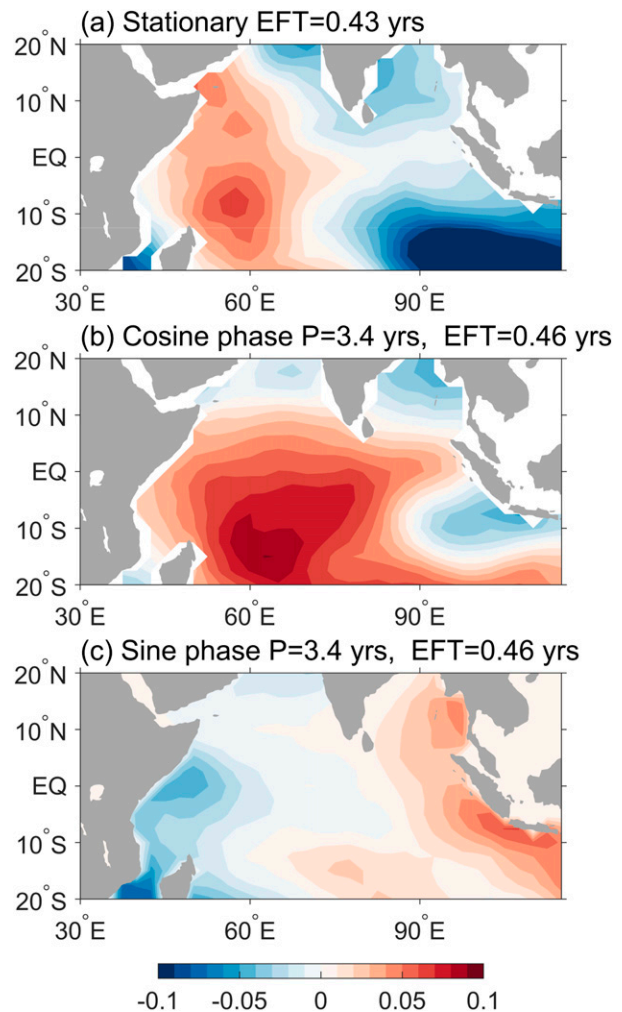 (a) Stationary EFT=0.43 yrs
20°N
10°N
EQ
10°S
20°S
30°E 60°E 90°E
(b) Cosine phase P=3.4 yrs, EFT=0.46 yrs
20°N
10°N
EQ
10°S
20°S
30°E 60°E 90°E
(c) Sine phase P=3.4 yrs, EFT=0.46 yrs
20°N
10°N
EQ
10°S
20°S
30°E 60°E 90°E
-0.1 -0.05 0 0.05 0.1